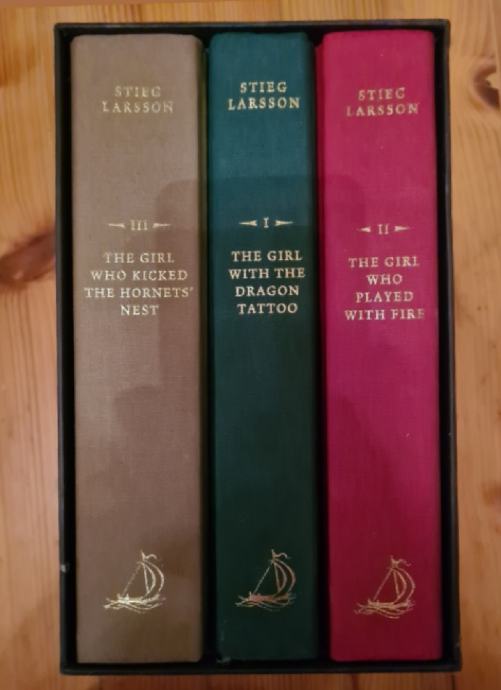 STIEG
LARSSON
III
THE GIRL
WHO KICKED
THE HORNETS'
NEST
STIEG
LARSSON
I
THE GIRL
WITH THE
DRAGON
TATTOO
STIEG
LARSSON
II
THE GIRL
WHO
PLAYED
WITH FIRE